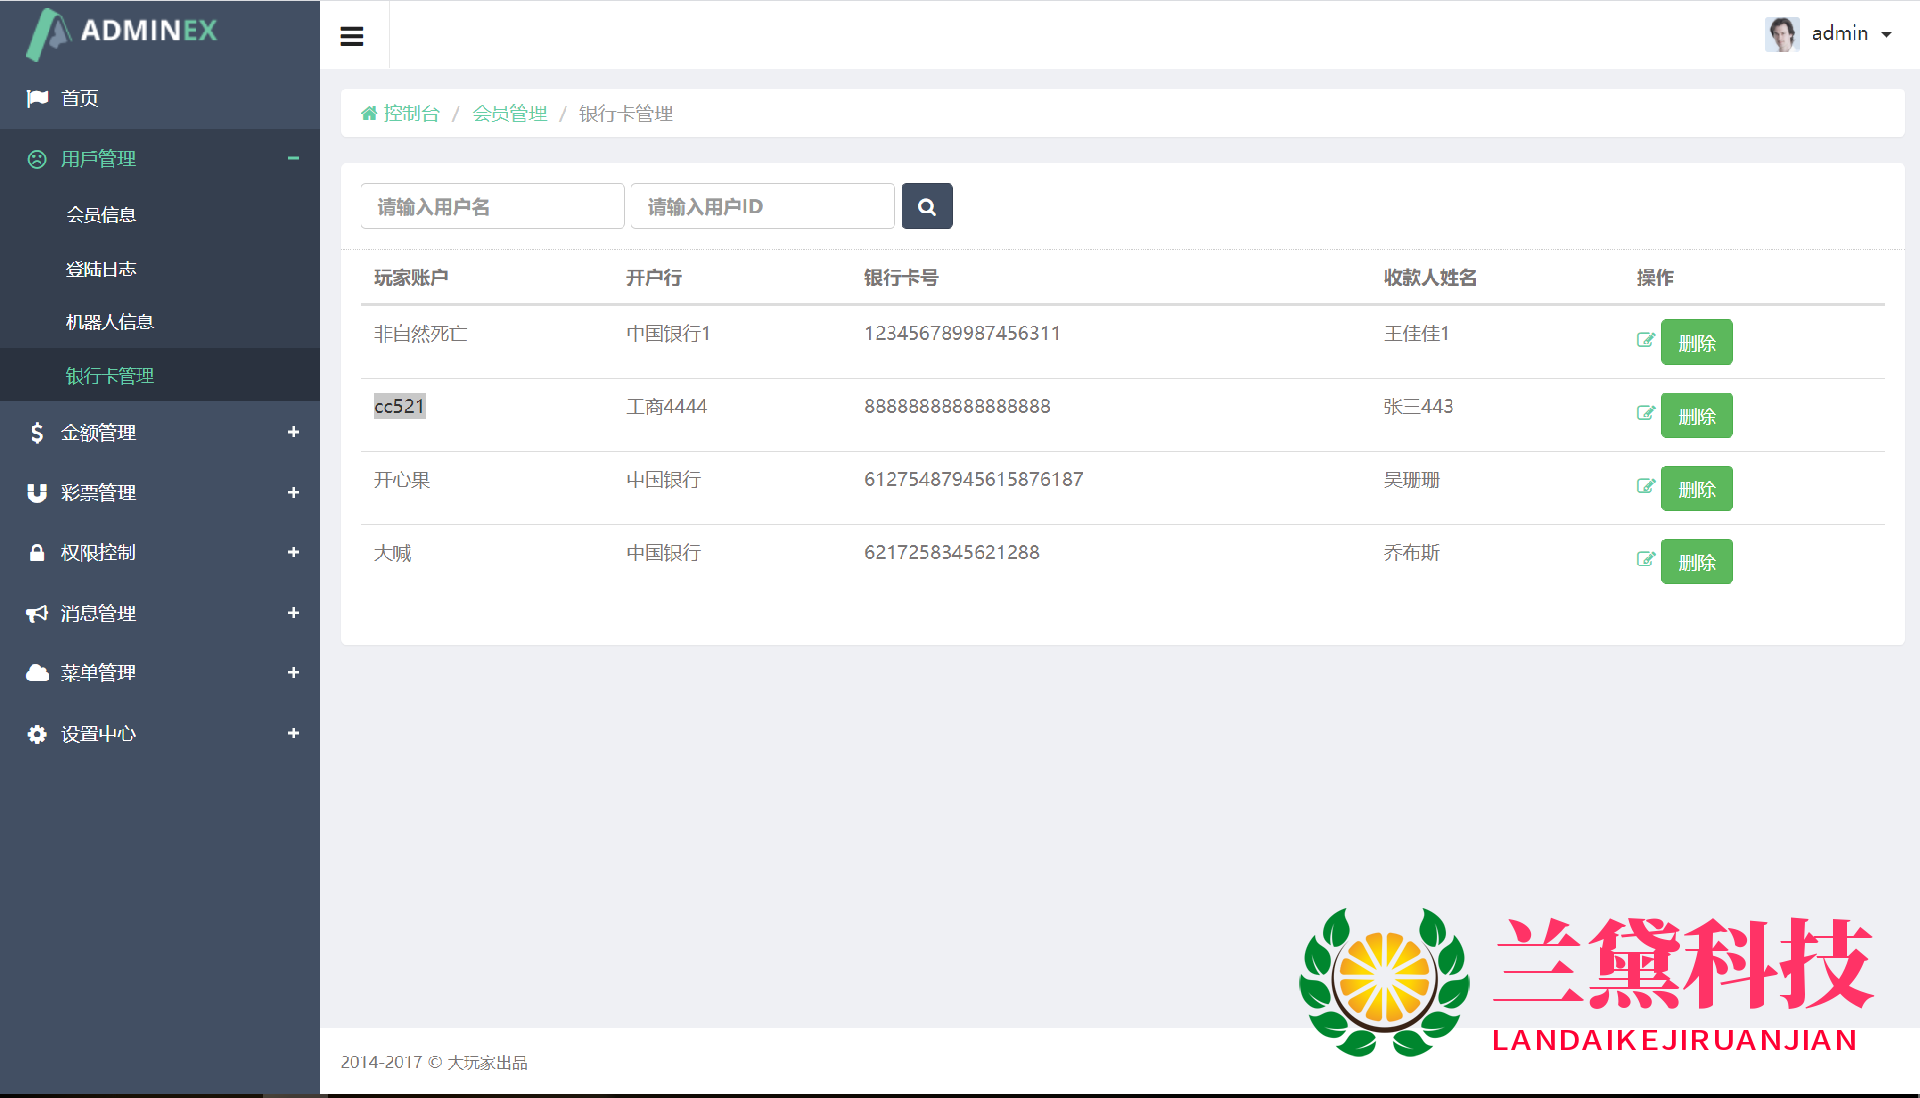 ADMINEX
admin
首页
用戶管理
会员信息
登陆日志
机器人信息
银行卡管理
金额管理
彩票管理
权限控制
消息管理
菜单管理
设置中心
控制台 / 会员管理 / 银行卡管理
请输入用户名 请输入用户ID
玩家账户 开户行 银行卡号 收款人姓名 操作
非自然死亡 中国银行1 123456789987456311 王佳佳1 删除
cc521 工商4444 88888888888888888 张三443 删除
开心果 中国银行 61275487945615876187 吴珊珊 删除
大喊 中国银行 6217258345621288 乔布斯 删除
兰黛科技
LANDAIKEJIRUANJIAN
2014-2017 © 大玩家出品